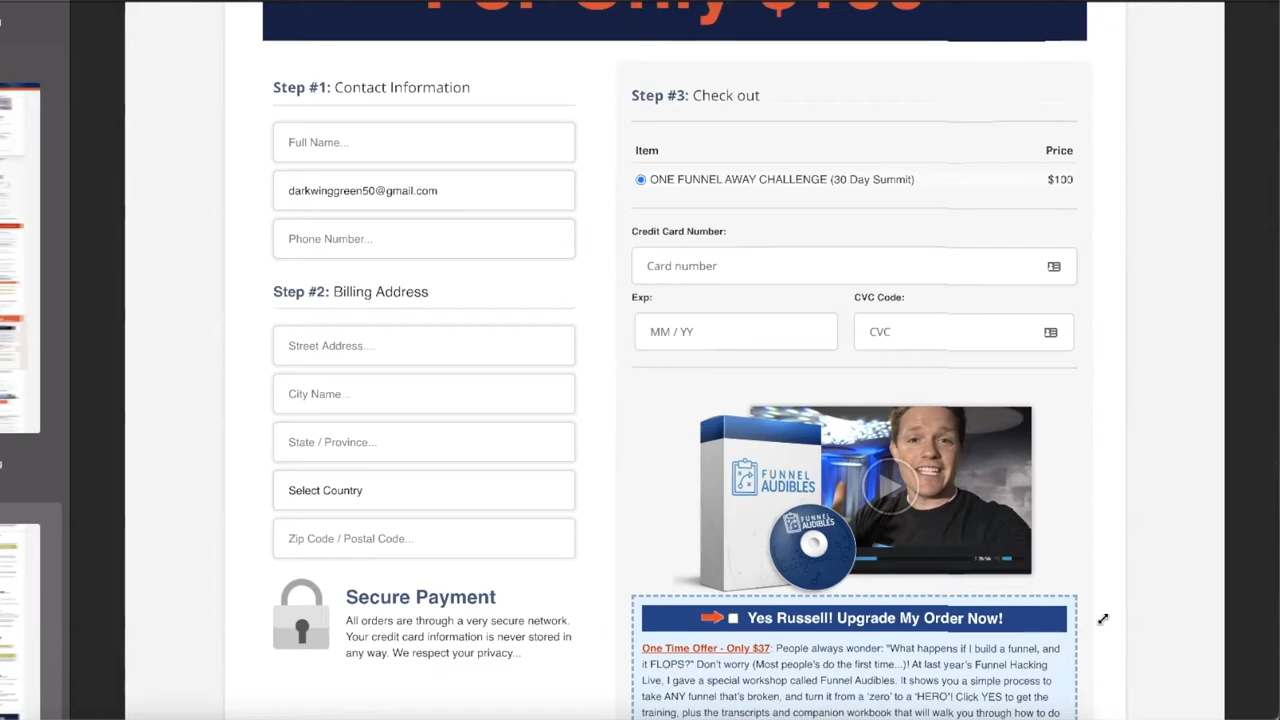 For Only $100
Step #1: Contact Information
Full Name...
darkwinggreen50@gmail.com
Phone Number...
Step #2: Billing Address
Street Address....
City Name...
State / Province...
Select Country
Zip Code / Postal Code...
Secure Payment
All orders are through a very secure network.
Your credit card information is never stored in
any way. We respect your privacy...
Step #3: Check out
Item Price
ONE FUNNEL AWAY CHALLENGE (30 Day Summit) $100
Credit Card Number:
Card number
Exp: CVC Code:
MM / YY CVC
FUNNEL
AUDIBLES
FUNNEL
AUDIBLES
Yes Russell! Upgrade My Order Now!
One Time Offer - Only $37: People always wonder: "What happens if I build a funnel, and
it FLOPS?" Don't worry (Most people's do the first time...)! At last year's Funnel Hacking
Live, I gave a special workshop called Funnel Audibles. It shows you a simple process to
take ANY funnel that's broken, and turn it from a 'zero' to a 'HERO'! Click YES to get the
training, plus the transcripts and companion workbook that will walk you through how to do